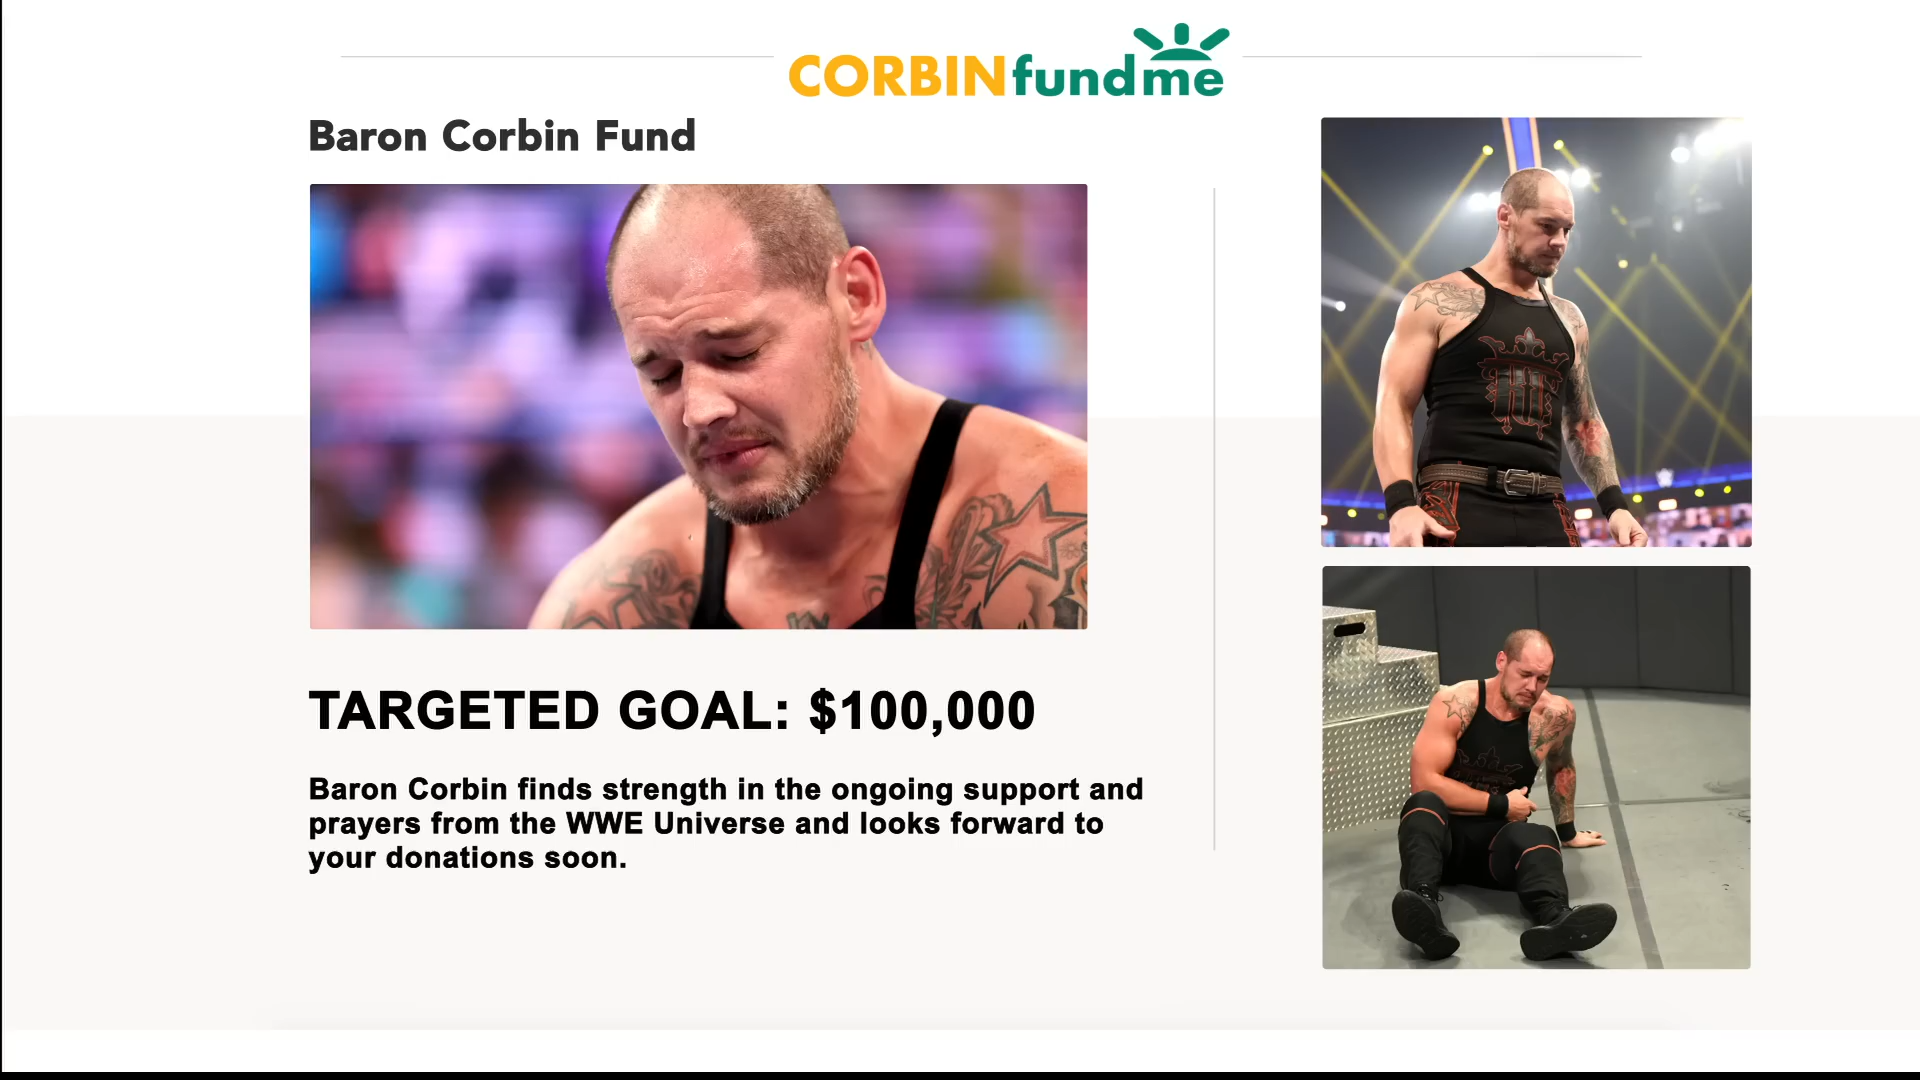 CORBINfundme
Baron Corbin Fund
TARGETED GOAL: $100,000
Baron Corbin finds strength in the ongoing support and
prayers from the WWE Universe and looks forward to
your donations soon.